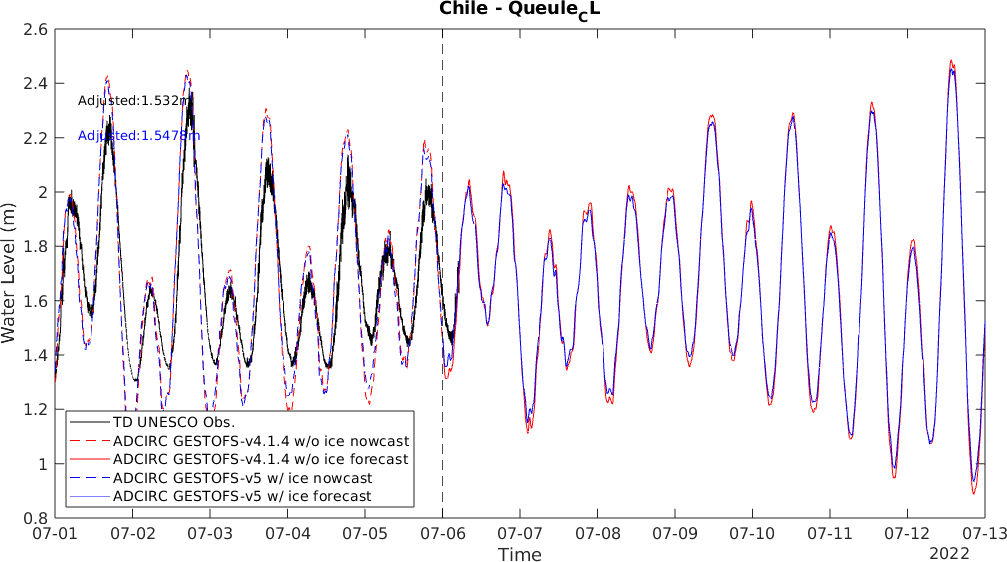 Chile - Queule_CL
2.6
2.4
2.2
2
1.8
1.6
1.4
1.2
1
0.8
Water Level (m)
Adjusted:1.532m
Adjusted:1.5478m
TD UNESCO Obs.
ADCIRC GESTOFS-v4.1.4 w/o ice nowcast
ADCIRC GESTOFS-v4.1.4 w/o ice forecast
ADCIRC GESTOFS-v5 w/ ice nowcast
ADCIRC GESTOFS-v5 w/ ice forecast
07-01 07-02 07-03 07-04 07-05 07-06 07-07 07-08 07-09 07-10 07-11 07-12 07-13
Time
2022